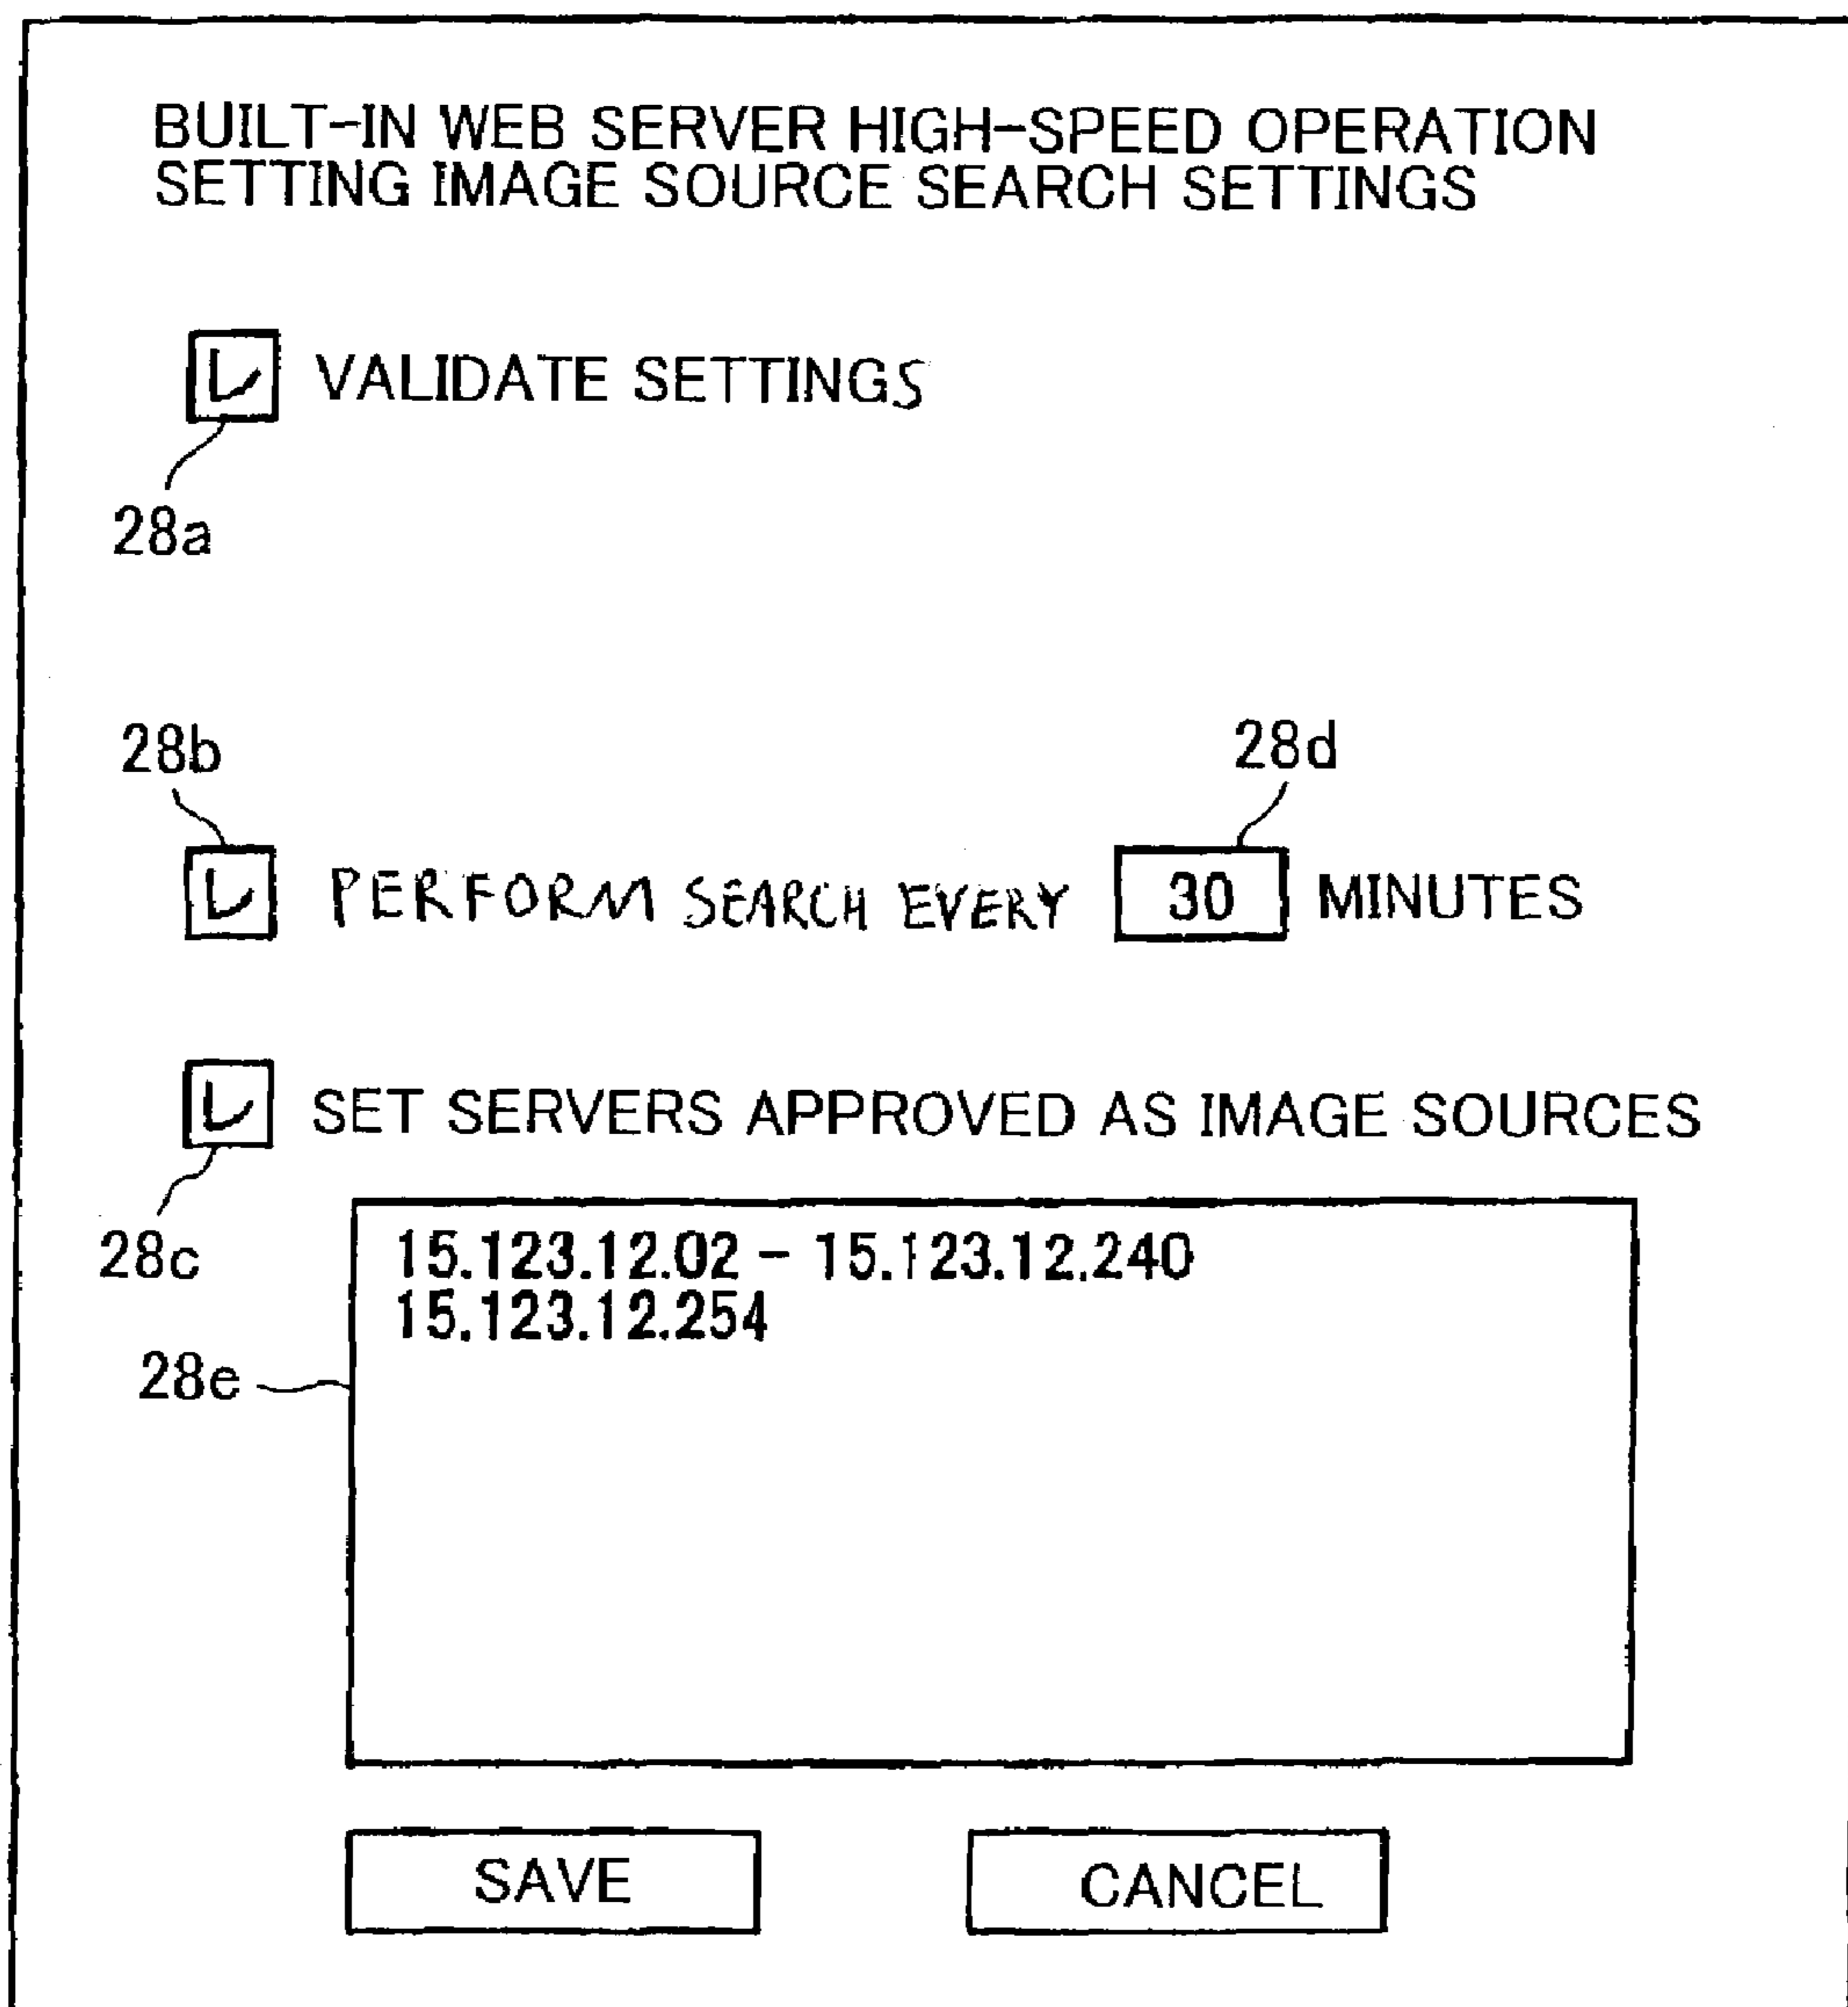 BUILT-IN WEB SERVER HIGH-SPEED OPERATION
SETTING IMAGE SOURCE SEARCH SETTINGS
VALIDATE SETTINGS
28a
28b
28d
PERFORM SEARCH EVERY 30 MINUTES
SET SERVERS APPROVED AS IMAGE SOURCES
28c
15.123.12.02 - 15.123.12.240
15.123.12.254
28e
SAVE CANCEL